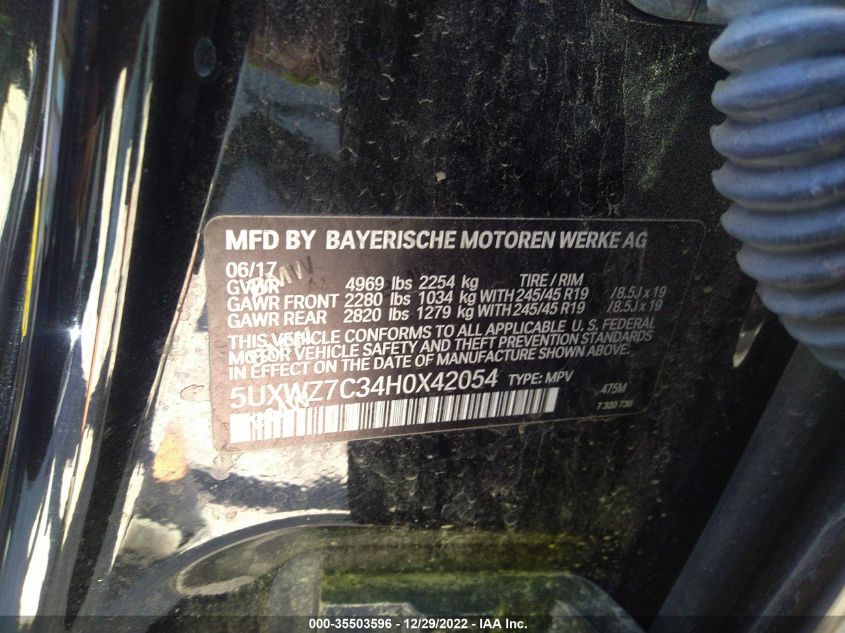 MFD BY BAYERISCHE MOTOREN WERKE AG
06/17
GVWR 4969 lbs 2254 kg TIRE / RIM
GAWR FRONT 2280 lbs 1034 kg WITH 245/45 R19 /8.5J x 19
GAWR REAR 2820 lbs 1279 kg WITH 245/45 R19 /8.5J x 19
THIS VEHICLE CONFORMS TO ALL APPLICABLE U.S. FEDERAL
MOTOR VEHICLE SAFETY AND THEFT PREVENTION STANDARDS
IN EFFECT ON THE DATE OF MANUFACTURE SHOWN ABOVE.
5UXWZ7C34H0X42054 TYPE: MPV 475M
7 320 730
000-35503596 - 12/29/2022 - IAA Inc.